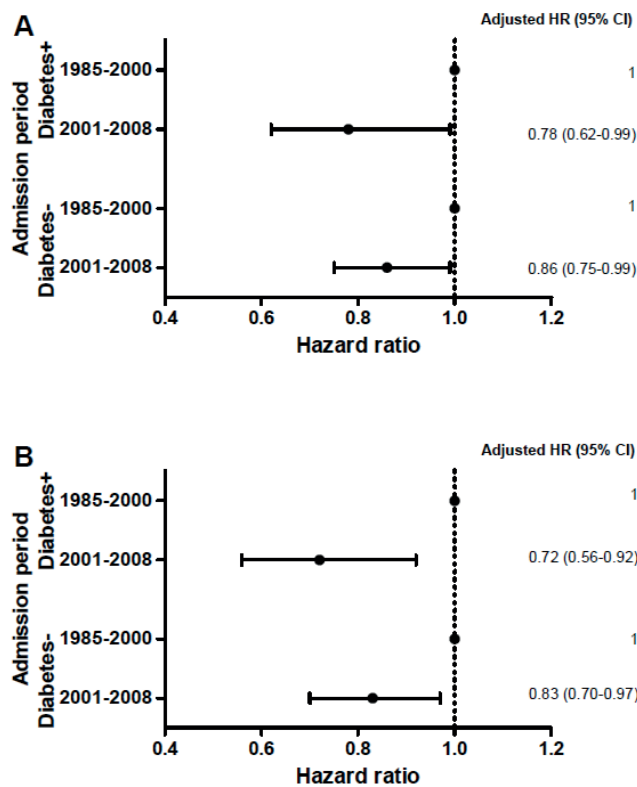 A
Adjusted HR (95% CI)
Admission period
Diabetes+
1985-2000
1
2001-2008
0.78 (0.62-0.99)
Diabetes-
1985-2000
1
2001-2008
0.86 (0.75-0.99)
0.4 0.6 0.8 1.0 1.2
Hazard ratio
B
Adjusted HR (95% CI)
Admission period
Diabetes+
1985-2000
1
2001-2008
0.72 (0.56-0.92)
Diabetes-
1985-2000
1
2001-2008
0.83 (0.70-0.97)
0.4 0.6 0.8 1.0 1.2
Hazard ratio